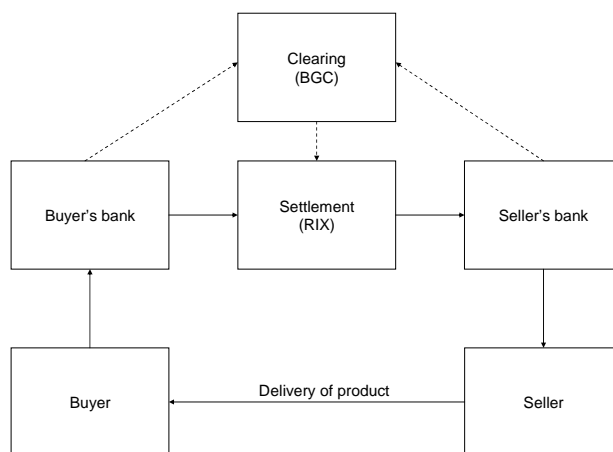 Clearing
(BGC)
Buyer's bank
Settlement
(RIX)
Seller's bank
Delivery of product
Buyer
Seller